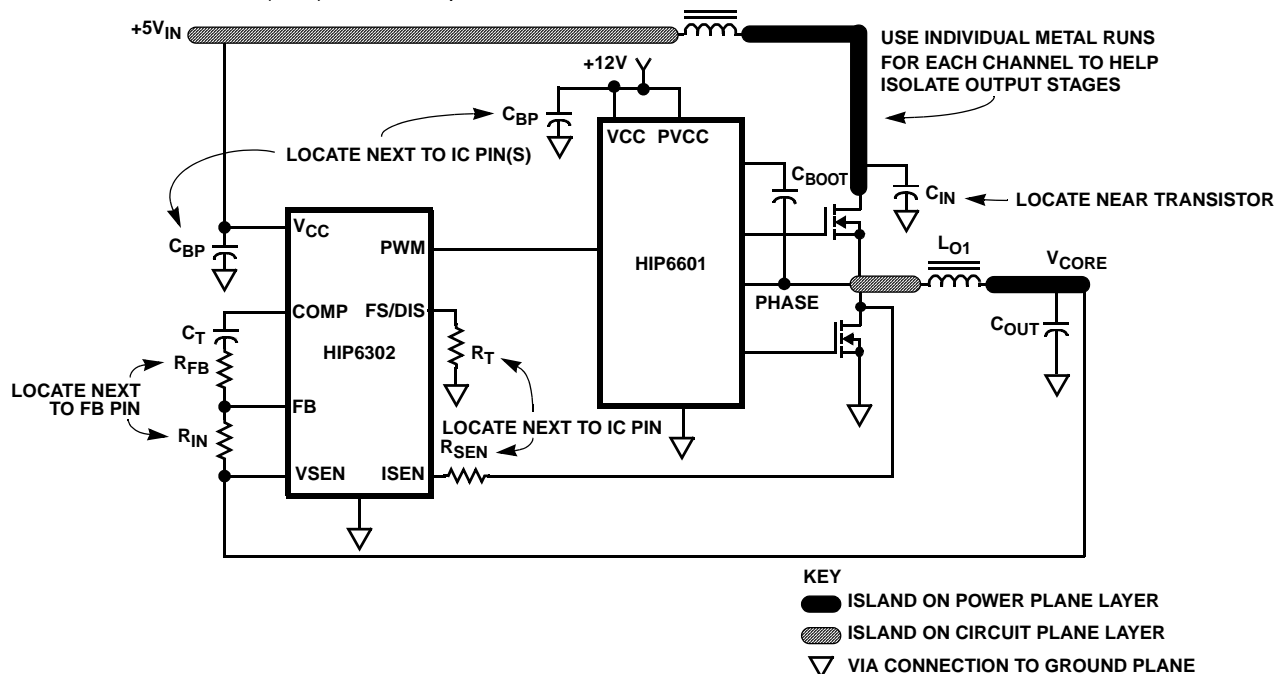 +5VIN
USE INDIVIDUAL METAL RUNS
FOR EACH CHANNEL TO HELP
ISOLATE OUTPUT STAGES
+12V
CBP
VCC PVCC
LOCATE NEXT TO IC PIN(S)
CBOOT
CIN
LOCATE NEAR TRANSISTOR
VCC
CBP
PWM
HIP6601
LO1
VCORE
PHASE
COMP
FS/DIS
CT
HIP6302
RT
COUT
RFB
LOCATE NEXT
TO FB PIN
FB
RIN
LOCATE NEXT TO IC PIN
RSEN
VSEN
ISEN
KEY
ISLAND ON POWER PLANE LAYER
ISLAND ON CIRCUIT PLANE LAYER
VIA CONNECTION TO GROUND PLANE